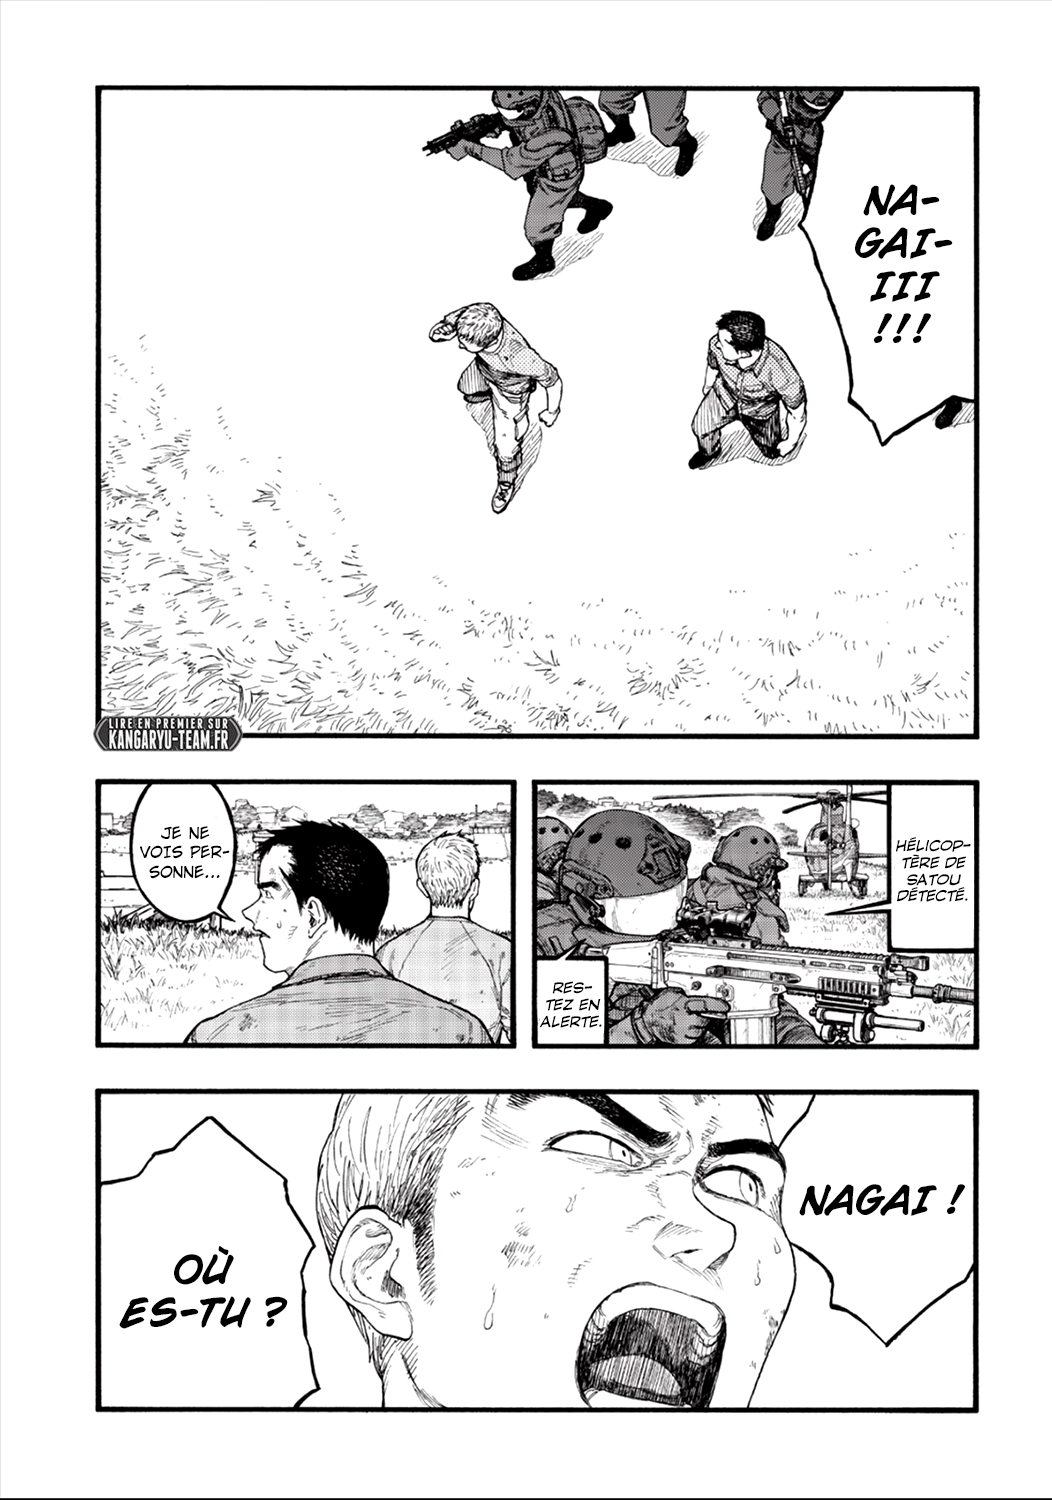 NA-
GAI-
III
!!!
LIRE EN PREMIER SUR
KANGARYU-TEAM.FR
HÉLICOP-
TÈRE DE
SATOU
DÉTECTÉ.
RES-
TEZ EN
ALERTE.
JE NE
VOIS PER-
SONNE...
NAGAI !
OÙ
ES-TU ?